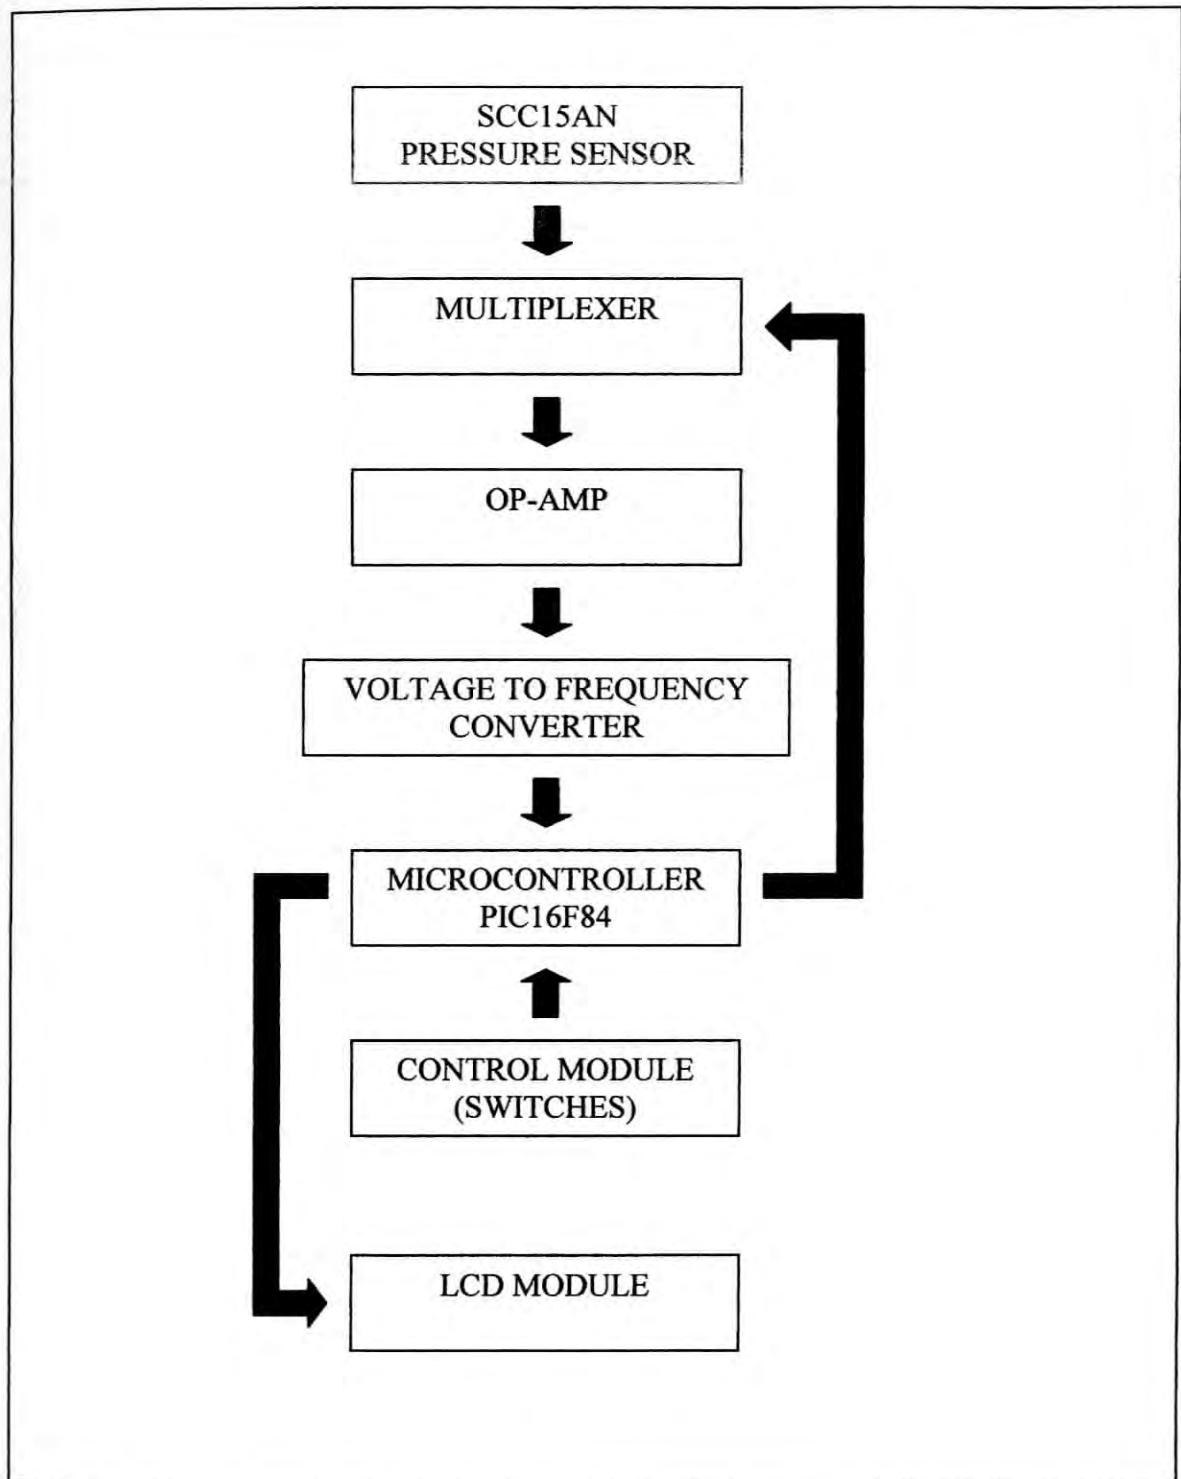 SCC15AN
PRESSURE SENSOR
MULTIPLEXER
OP-AMP
VOLTAGE TO FREQUENCY
CONVERTER
MICROCONTROLLER
PIC16F84
CONTROL MODULE
(SWITCHES)
LCD MODULE